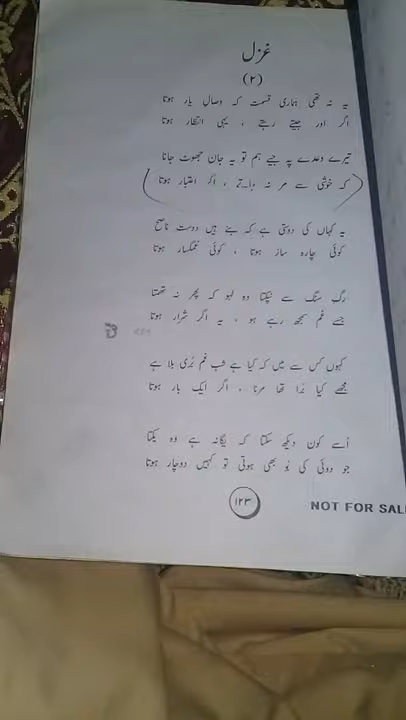 غزل
(۲)
یہ نہ تھی ہماری قسمت کہ وصالِ یار ہوتا
اگر اور جیتے رہتے ، یہی انتظار ہوتا
تیرے وعدے پہ جیے ہم تو یہ جان جھوٹ جانا
کہ خوشی سے مر نہ جاتے ، اگر اعتبار ہوتا
یہ کہاں کی دوستی ہے کہ بنے ہیں دوست ناصح
کوئی چارہ ساز ہوتا ، کوئی غمگسار ہوتا
رگِ سنگ سے ٹپکتا وہ لہو کہ پھر نہ تھمتا
جسے غم سمجھ رہے ہو ، یہ اگر شرار ہوتا
کہوں کس سے میں کہ کیا ہے شبِ غم بُری بلا ہے
مجھے کیا بُرا تھا مرنا ، اگر ایک بار ہوتا
اُسے کون دیکھ سکتا کہ یگانہ ہے وہ یکتا
جو دوئی کی بُو بھی ہوتی تو کہیں دوچار ہوتا
۱۲۳
NOT FOR SAL